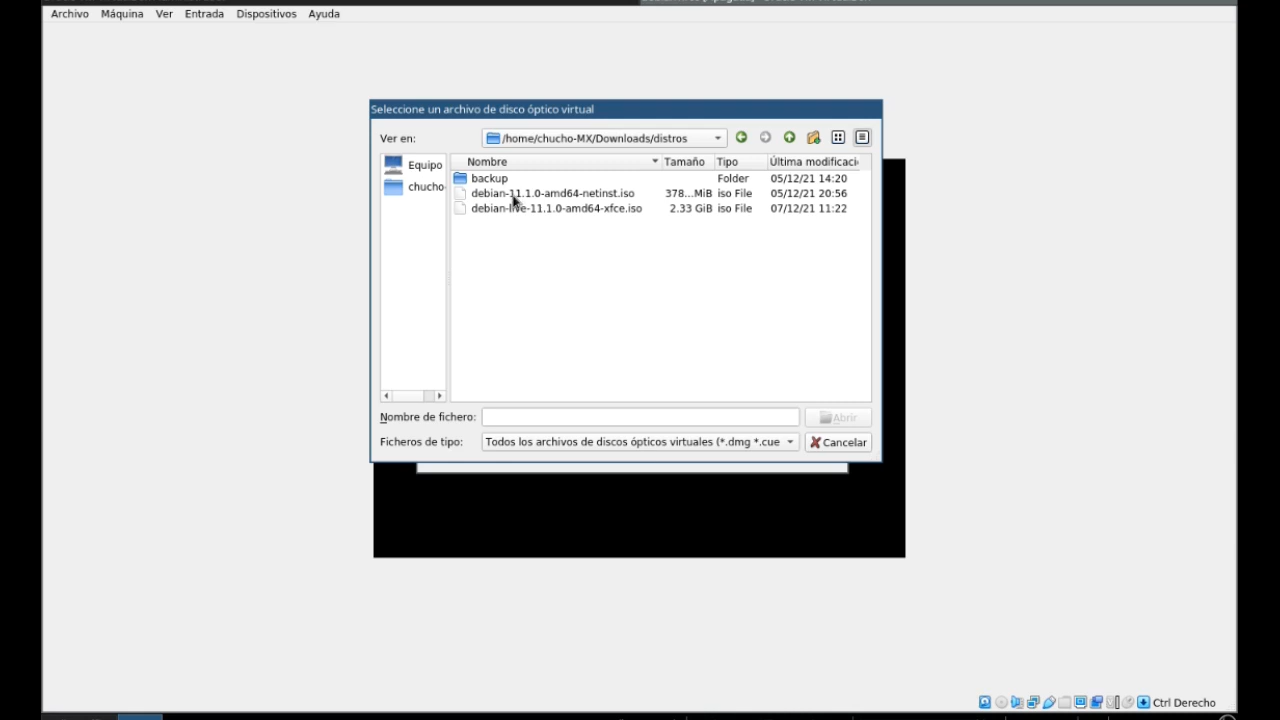 Archivo Máquina Ver Entrada Dispositivos Ayuda
Seleccione un archivo de disco óptico virtual
Ver en: /home/chucho-MX/Downloads/distros
Equipo
chucho-
Nombre Tamaño Tipo Última modificació
backup Folder 05/12/21 14:20
debian-11.1.0-amd64-netinst.iso 378...MiB iso File 05/12/21 20:56
debian-live-11.1.0-amd64-xfce.iso 2.33 GiB iso File 07/12/21 11:22
Nombre de fichero: Abrir
Ficheros de tipo: Todos los archivos de discos ópticos virtuales (*.dmg *.cue Cancelar
Ctrl Derecho